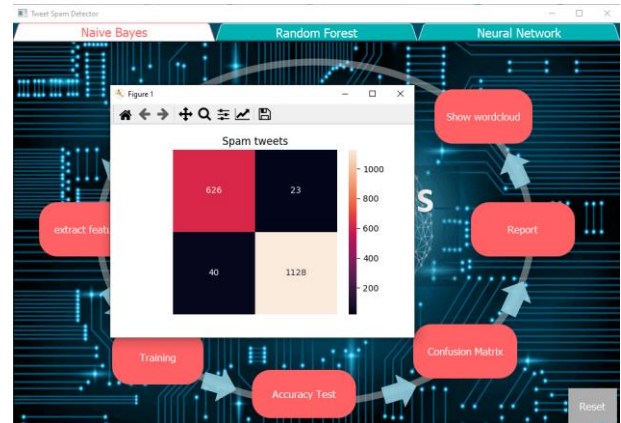 Tweet Spam Detector
Naive Bayes
Random Forest
Neural Network
Figure 1
Spam tweets
626
23
40
1128
1000
800
600
400
200
S
Show wordcloud
extract featu
Report
Training
Confusion Matrix
Accuracy Test
Reset